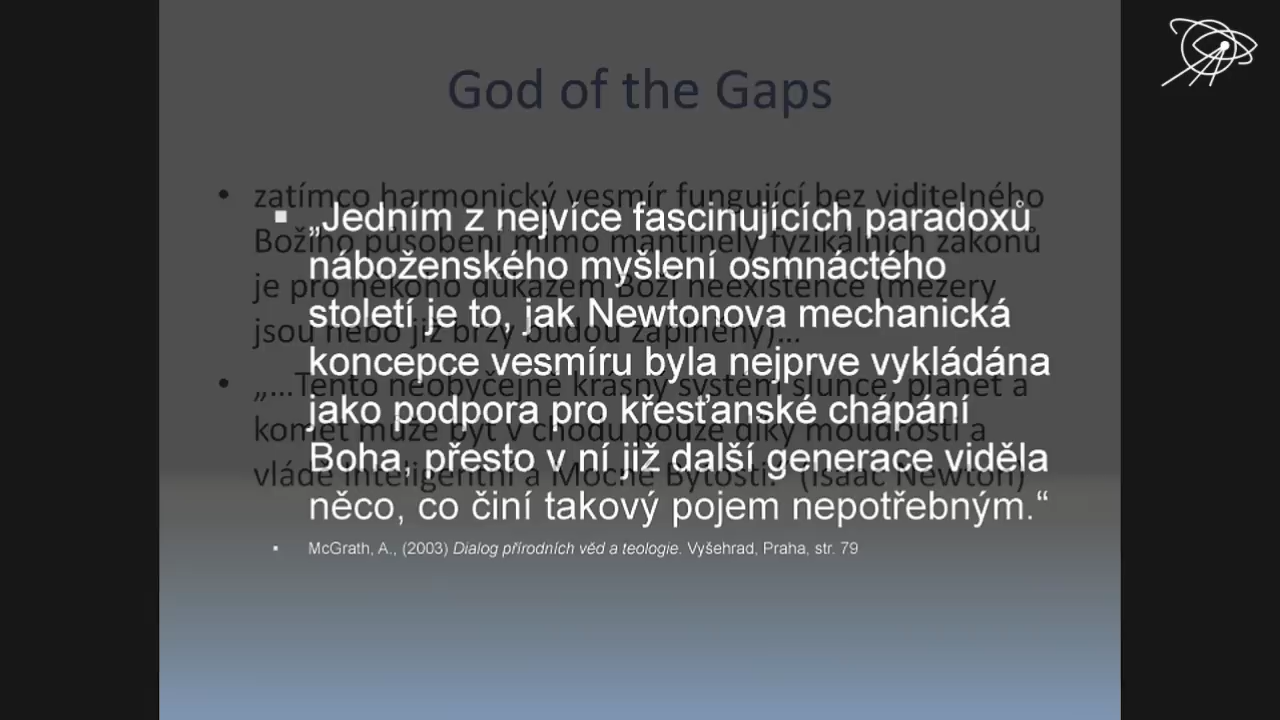 God of the Gaps
• zatímco harmonický vesmír fungující bez viditelného
Božího působení mimo mantinely fyzikálních zákonů
je pro někoho důkazem Boží neexistence (mezery
jsou nebo již brzy budou zaplněny)…
• „…Tento neobyčejně krásný systém slunce, planet a
komet může být v chodu pouze díky moudrosti a
vládě Inteligentní a Mocné Bytosti.“ (Isaac Newton)
▪ „Jedním z nejvíce fascinujících paradoxů
náboženského myšlení osmnáctého
století je to, jak Newtonova mechanická
koncepce vesmíru byla nejprve vykládána
jako podpora pro křesťanské chápání
Boha, přesto v ní již další generace viděla
něco, co činí takový pojem nepotřebným.“
▪ McGrath, A., (2003) Dialog přírodních věd a teologie. Vyšehrad, Praha, str. 79